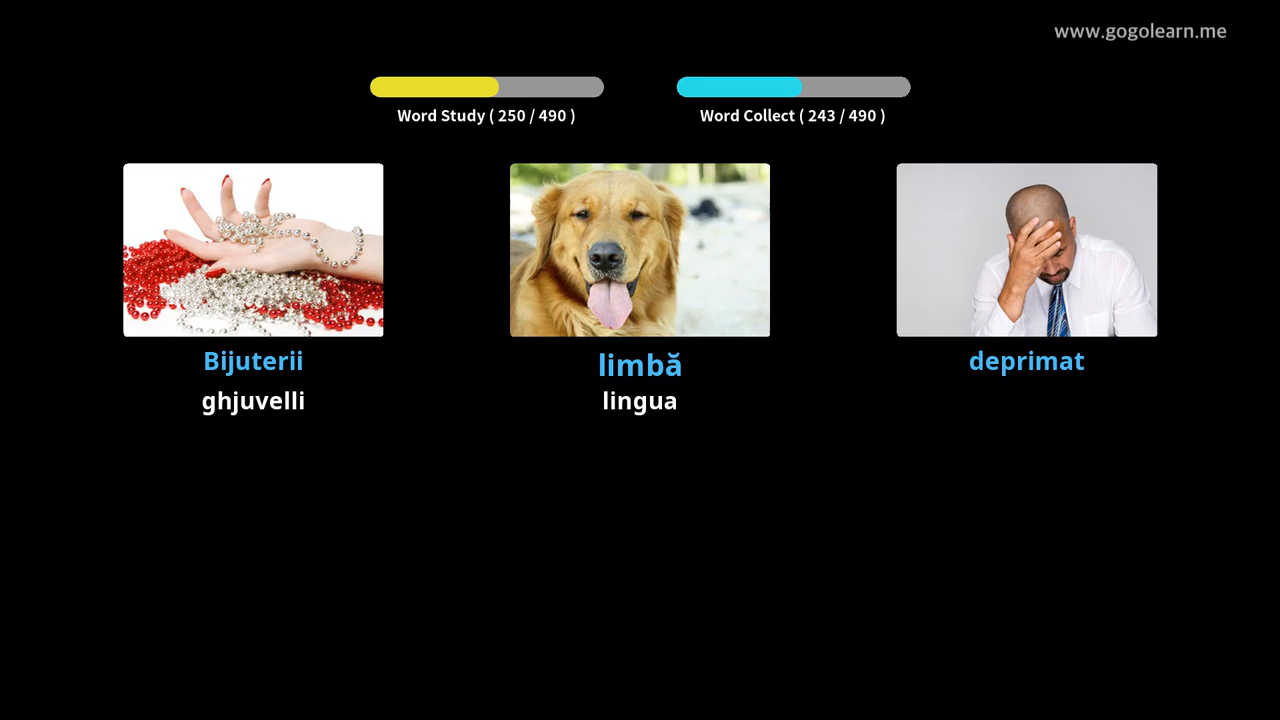 www.gogolearn.me
Word Study ( 250 / 490 )
Word Collect ( 243 / 490 )
Bijuterii
ghjuvelli
limbă
lingua
deprimat